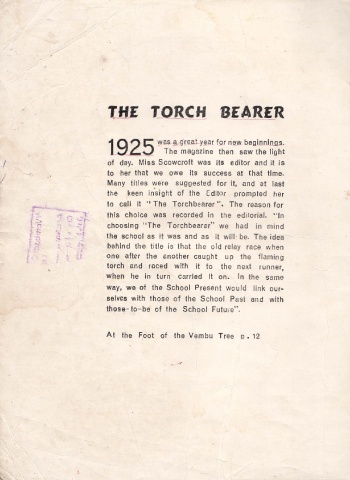 THE TORCH BEARER
1925 was a great year for new beginnings.
The magazine then saw the light
of day. Miss Scowcroft was its editor and it is
to her that we owe its success at that time.
Many titles were suggested for it, and at last
the keen insight of the Editor prompted her
to call it "The Torchbearer". The reason for
this choice was recorded in the editorial. "In
choosing "The Torchbearer" we had in mind
the school as it was and as it will be. The idea
behind the title is that the old relay race when
one after the another caught up the flaming
torch and raced with it to the next runner,
when he in turn carried it on. In the same
way, we of the School Present would link our-
selves with those of the School Past and with
those-to-be of the School Future".
At the Foot of the Vembu Tree p. 12